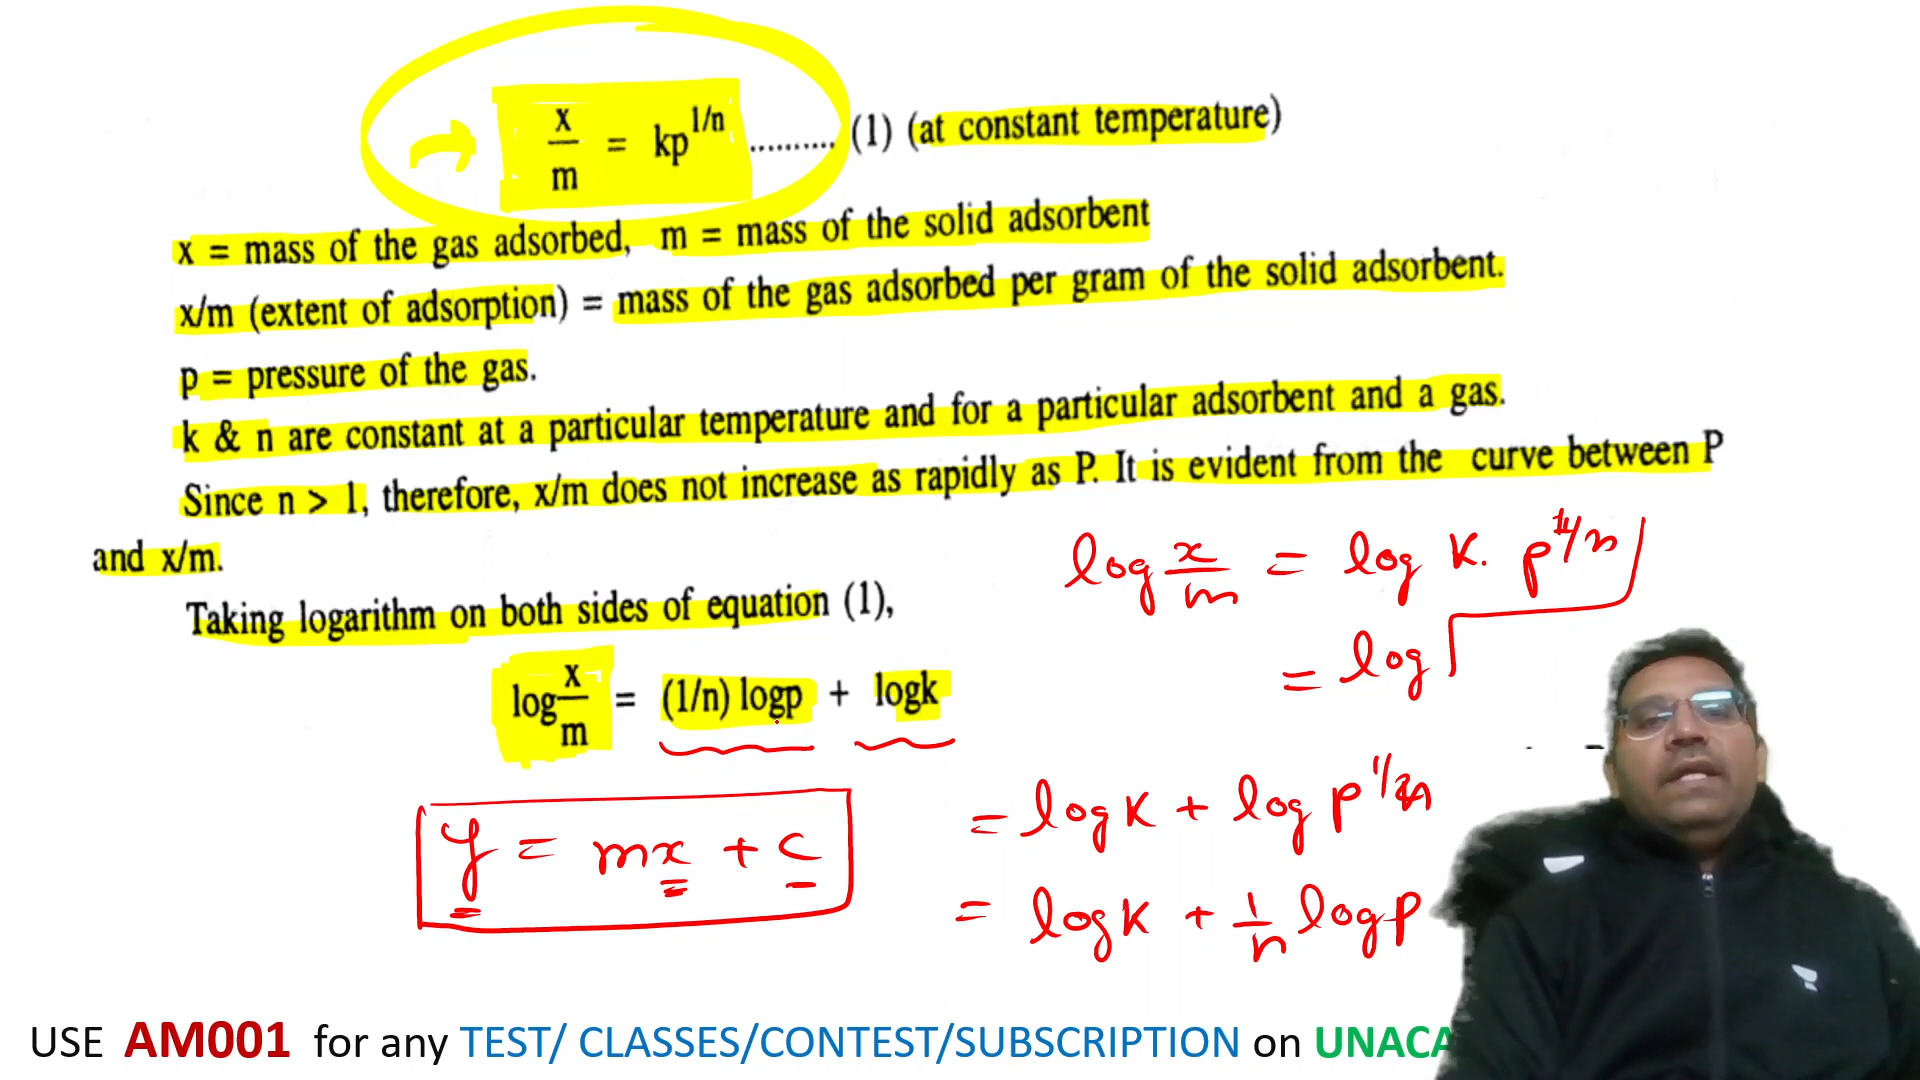 x/m = kp^1/n .......... (1) (at constant temperature)
x = mass of the gas adsorbed, m = mass of the solid adsorbent
x/m (extent of adsorption) = mass of the gas adsorbed per gram of the solid adsorbent.
p = pressure of the gas.
k & n are constant at a particular temperature and for a particular adsorbent and a gas.
Since n > 1, therefore, x/m does not increase as rapidly as P. It is evident from the curve between P
and x/m.
log x/m = log K. p^1/n
Taking logarithm on both sides of equation (1),
= log
log x/m = (1/n) logp + logk
= log K + log P^1/n
y = mx + c
= log K + 1/n log P
USE AM001 for any TEST/ CLASSES/CONTEST/SUBSCRIPTION on UNACA